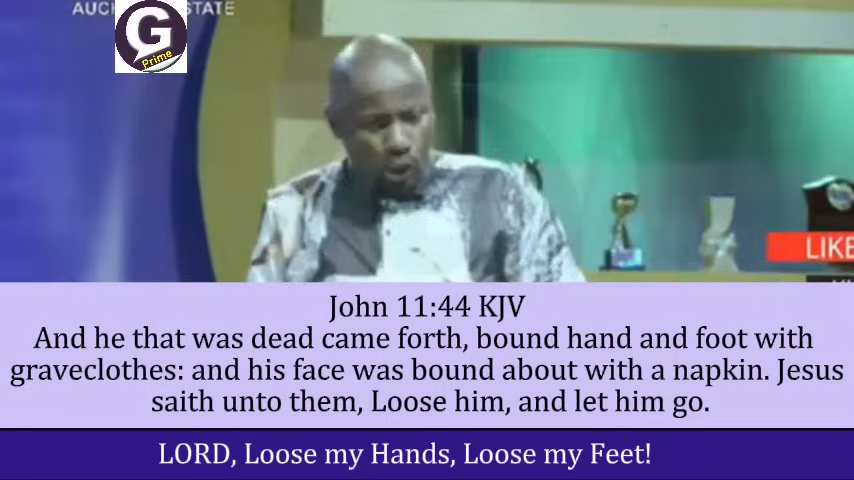 AUCH
STATE
G
Prime
LIKE
John 11:44 KJV
And he that was dead came forth, bound hand and foot with
graveclothes: and his face was bound about with a napkin. Jesus
saith unto them, Loose him, and let him go.
LORD, Loose my Hands, Loose my Feet!